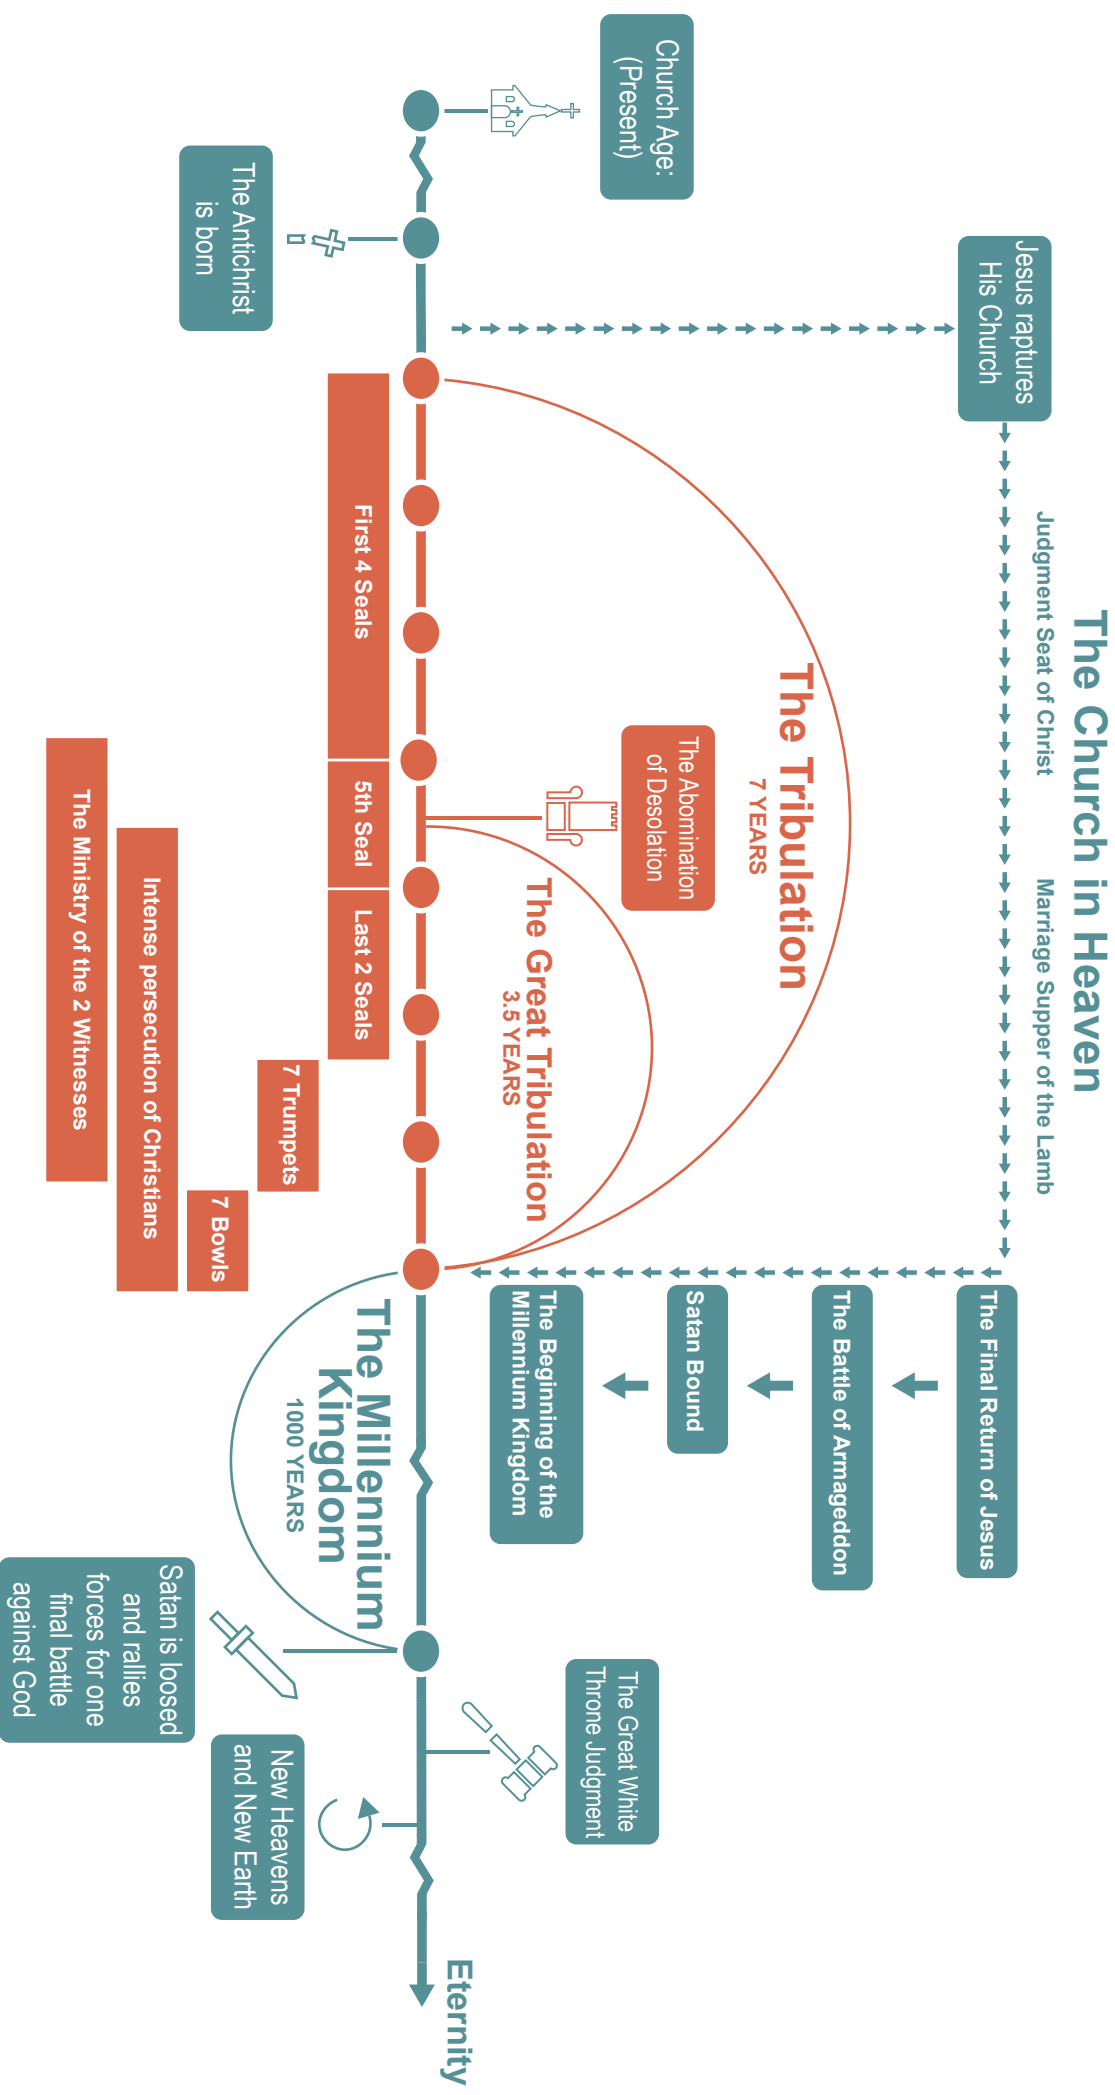 The Church in Heaven
Judgment Seat of Christ
Marriage Supper of the Lamb
Jesus raptures
His Church
Church Age:
(Present)
The Antichrist
is born
The Tribulation
7 YEARS
The Abomination
of Desolation
The Great Tribulation
3.5 YEARS
First 4 Seals
5th Seal
Last 2 Seals
7 Trumpets
7 Bowls
Intense persecution of Christians
The Ministry of the 2 Witnesses
The Final Return of Jesus
The Battle of Armageddon
Satan Bound
The Beginning of the
Millennium Kingdom
The Millennium
Kingdom
1000 YEARS
Satan is loosed
and rallies
forces for one
final battle
against God
The Great White
Throne Judgment
New Heavens
and New Earth
Eternity